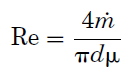 Re = 4ṁ / πdμ